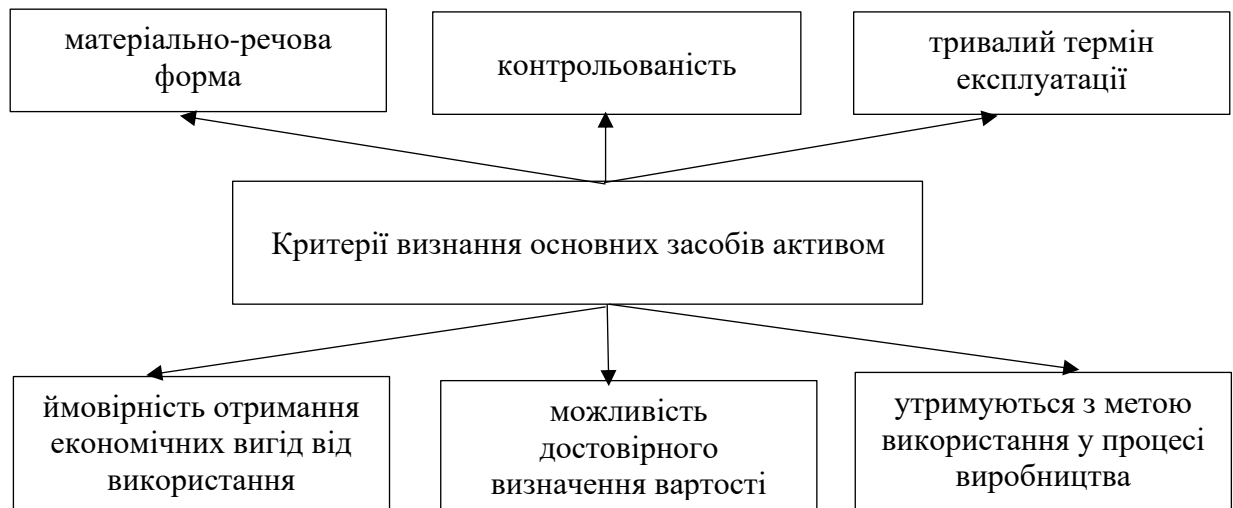 матеріально-речова
форма
контрольованість
тривалий термін
експлуатації
Критерії визнання основних засобів активом
ймовірність отримання
економічних вигід від
використання
можливість
достовірного
визначення вартості
утримуються з метою
використання у процесі
виробництва